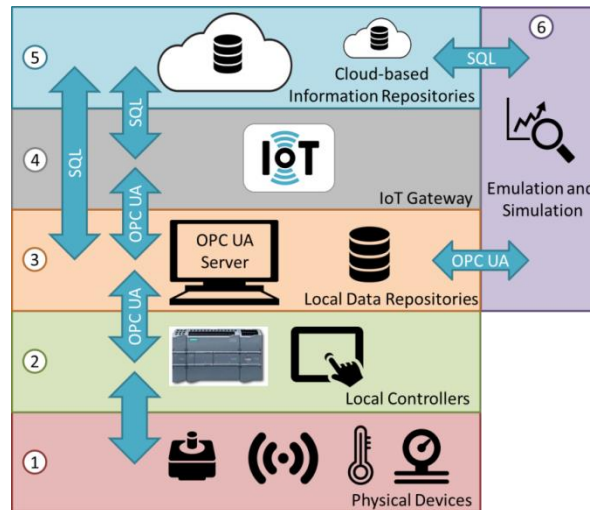 5
SQL
SQL
Cloud-based
Information Repositories
SQL
6
Emulation and
Simulation
4
IoT
IoT Gateway
OPC UA
3
OPC UA
Server
Local Data Repositories
OPC UA
OPC UA
2
Local Controllers
1
Physical Devices